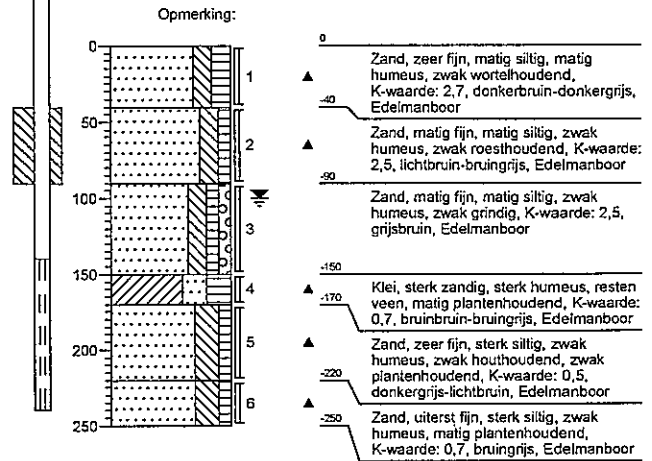 Opmerking:
0
50
100
150
200
250
1
2
3
4
5
6
0
Zand, zeer fijn, matig siltig, matig
humeus, zwak wortelhoudend,
K-waarde: 2,7, donkerbruin-donkergrijs,
Edelmanboor
-40
Zand, matig fijn, matig siltig, zwak
humeus, zwak roesthoudend, K-waarde:
2,5, lichtbruin-bruingrijs, Edelmanboor
-90
Zand, matig fijn, matig siltig, zwak
humeus, zwak grindig, K-waarde: 2,5,
grijsbruin, Edelmanboor
-150
Klei, sterk zandig, sterk humeus, resten
veen, matig plantenhoudend, K-waarde:
0,7, bruinbruin-bruingrijs, Edelmanboor
-170
Zand, zeer fijn, sterk siltig, zwak
humeus, zwak houthoudend, zwak
plantenhoudend, K-waarde: 0,5,
donkergrijs-lichtbruin, Edelmanboor
-220
Zand, uiterst fijn, sterk siltig, zwak
humeus, matig plantenhoudend,
K-waarde: 0,7, bruingrijs, Edelmanboor
-250